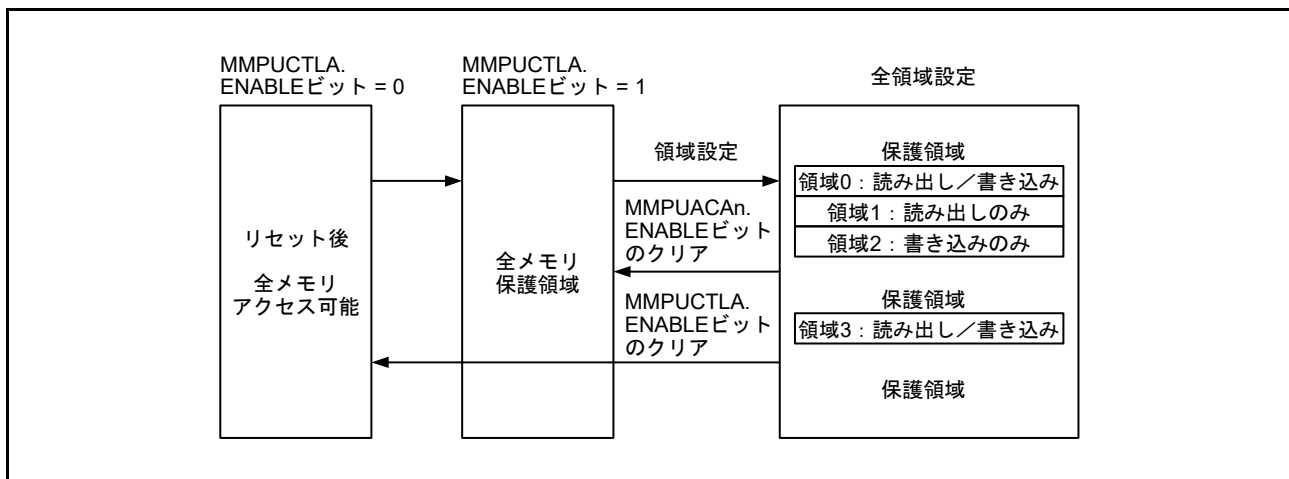 MMPUCTLA.
ENABLEビット = 0
MMPUCTLA.
ENABLEビット = 1
全領域設定
リセット後
全メモリ
アクセス可能
全メモリ
保護領域
領域設定
MMPUACAn.
ENABLEビット
のクリア
MMPUCTLA.
ENABLEビット
のクリア
保護領域
領域0:読み出し/書き込み
領域1:読み出しのみ
領域2:書き込みのみ
保護領域
領域3:読み出し/書き込み
保護領域